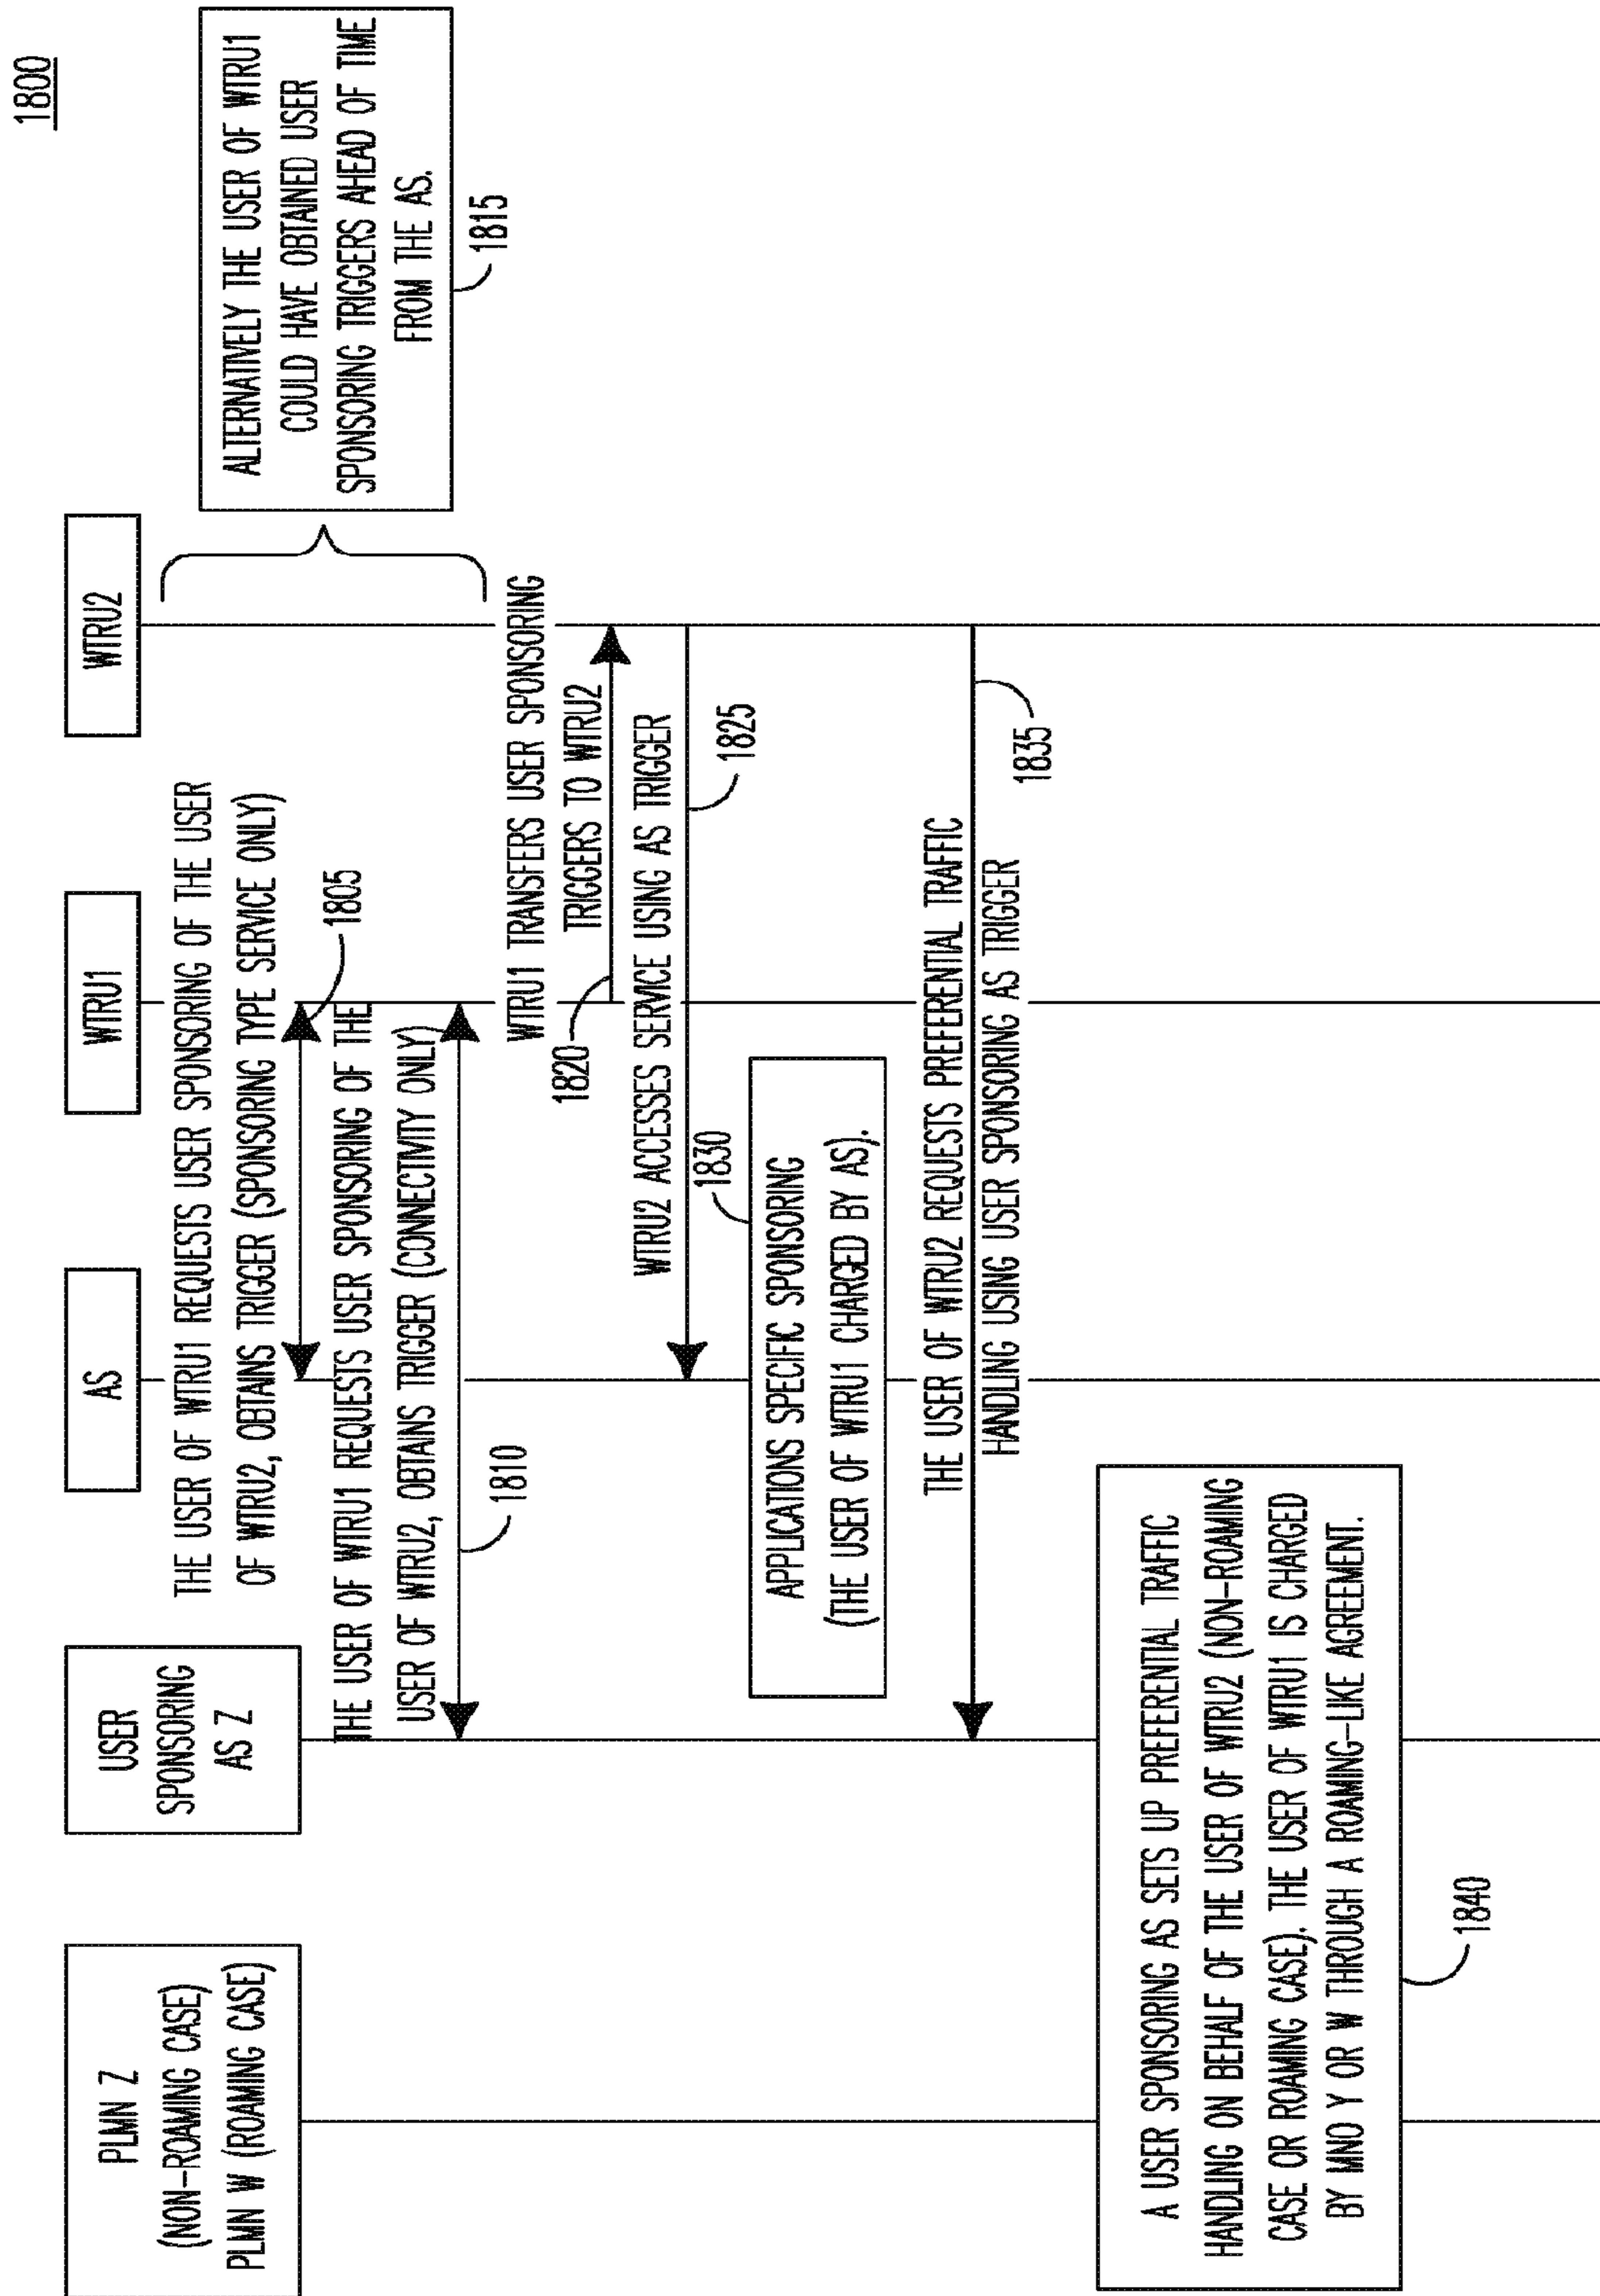 1800
PLMN Z
(NON-ROAMING CASE)
PLMN W (ROAMING CASE)
USER
SPONSORING
AS Z
AS
WTRU1
WTRU2
THE USER OF WTRU1 REQUESTS USER SPONSORING OF THE USER
OF WTRU2, OBTAINS TRIGGER (SPONSORING TYPE SERVICE ONLY)
1805
THE USER OF WTRU1 REQUESTS USER SPONSORING OF THE
USER OF WTRU2, OBTAINS TRIGGER (CONNECTIVITY ONLY)
1810
ALTERNATIVELY THE USER OF WTRU1
COULD HAVE OBTAINED USER
SPONSORING TRIGGERS AHEAD OF TIME
FROM THE AS.
1815
WTRU1 TRANSFERS USER SPONSORING
TRIGGERS TO WTRU2
1820
WTRU2 ACCESSES SERVICE USING AS TRIGGER
1825
1830
APPLICATIONS SPECIFIC SPONSORING
(THE USER OF WTRU1 CHARGED BY AS).
THE USER OF WTRU2 REQUESTS PREFERENTIAL TRAFFIC
HANDLING USING USER SPONSORING AS TRIGGER
1835
A USER SPONSORING AS SETS UP PREFERENTIAL TRAFFIC
HANDLING ON BEHALF OF THE USER OF WTRU2 (NON-ROAMING
CASE OR ROAMING CASE). THE USER OF WTRU1 IS CHARGED
BY MNO Y OR W THROUGH A ROAMING-LIKE AGREEMENT.
1840